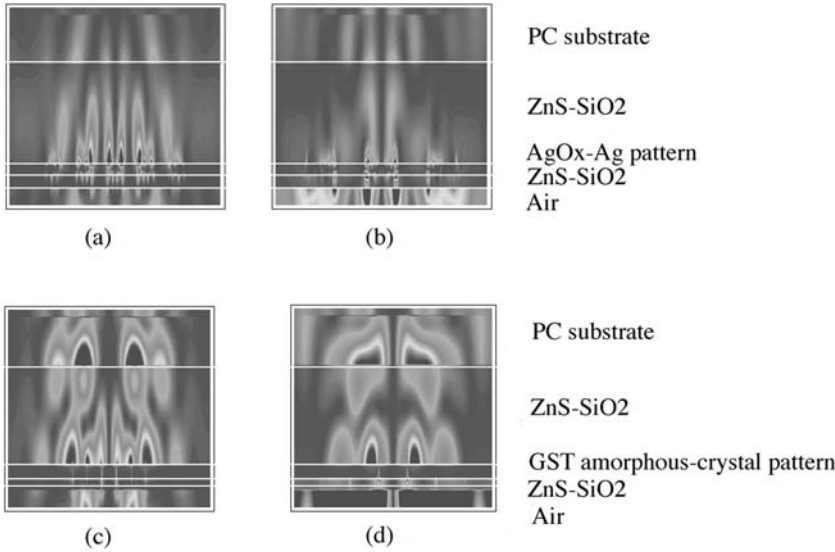 PC substrate
ZnS-SiO2
AgOx-Ag pattern
ZnS-SiO2
Air
(a)
(b)
PC substrate
ZnS-SiO2
GST amorphous-crystal pattern
ZnS-SiO2
Air
(c)
(d)